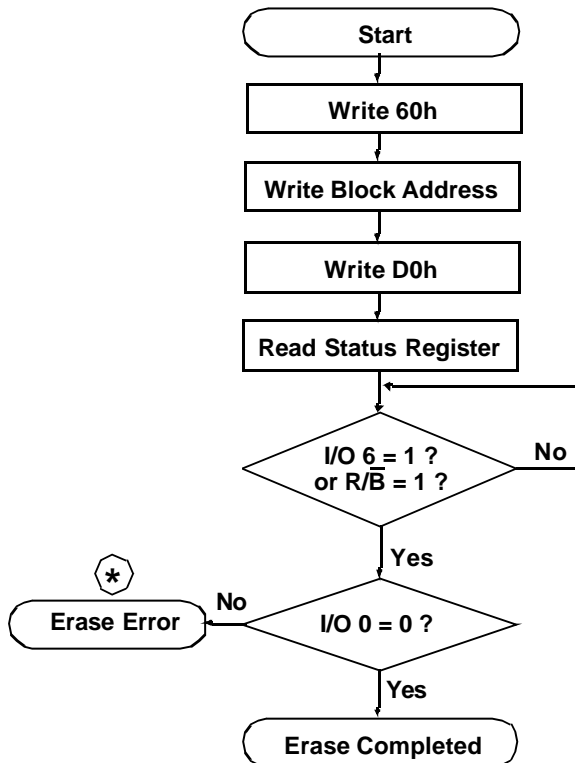 Start
Write 60h
Write Block Address
Write D0h
Read Status Register
I/O 6 = 1 ?
or R/B̅ = 1 ?
No
Yes
*
No
Erase Error
I/O 0 = 0 ?
Yes
Erase Completed